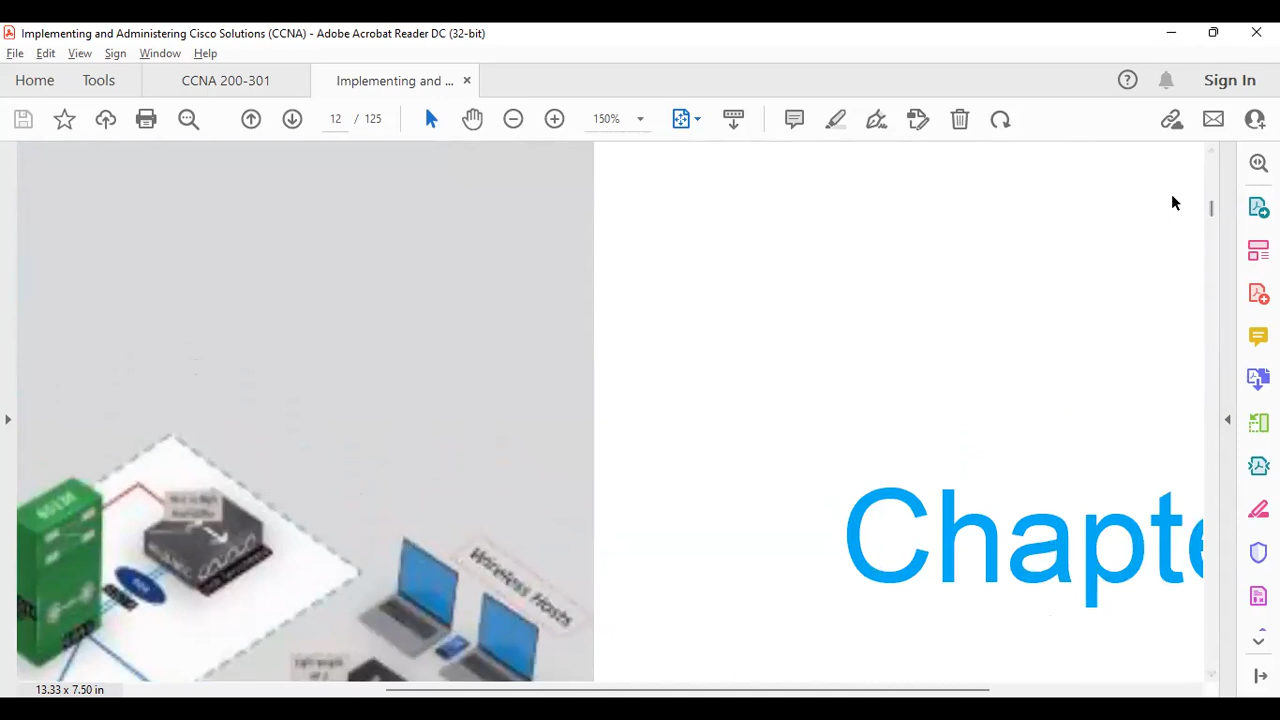 Implementing and Administering Cisco Solutions (CCNA) - Adobe Acrobat Reader DC (32-bit)
File Edit View Sign Window Help
Home Tools CCNA 200-301 Implementing and ... × Sign In
12 / 125 150%
Wireless Hosts
Chapte
13.33 x 7.50 in